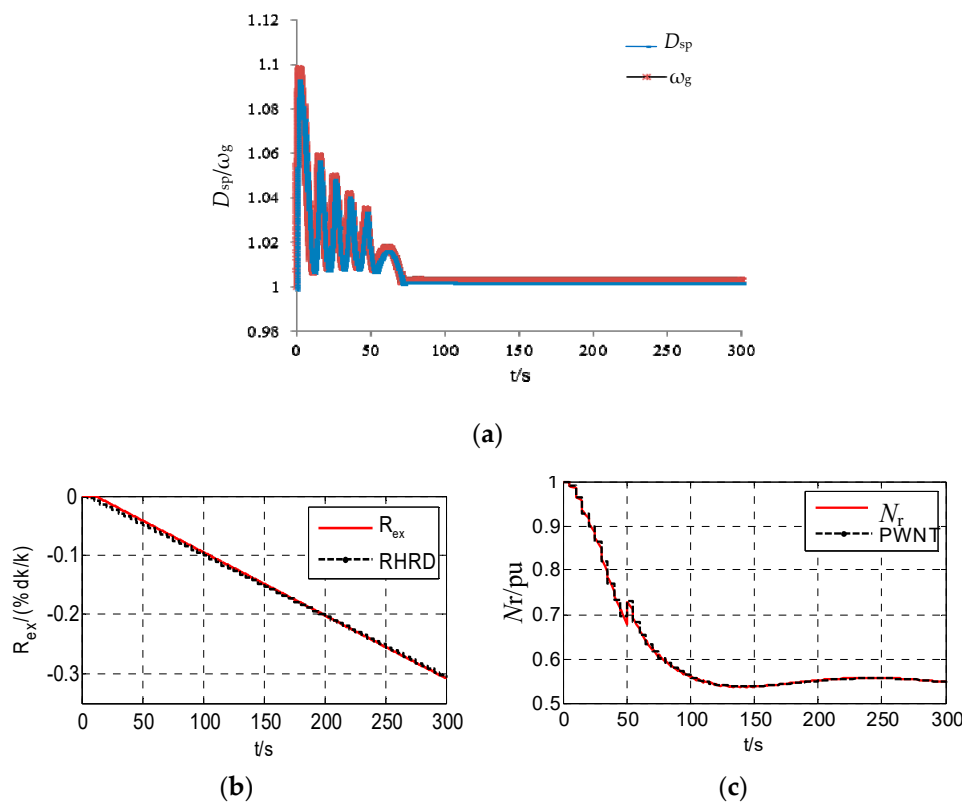 1.12
1.1
1.08
1.06
1.04
1.02
1
0.98
Dsp/ωg
Dsp
ωg
0 50 100 150 200 250 300
t/s
(a)
0
-0.1
-0.2
-0.3
Rex/(%dk/k)
Rex
RHRD
0 50 100 150 200 250 300
t/s
(b)
1
0.9
0.8
0.7
0.6
0.5
Nr/pu
Nr
PWNT
0 50 100 150 200 250 300
t/s
(c)